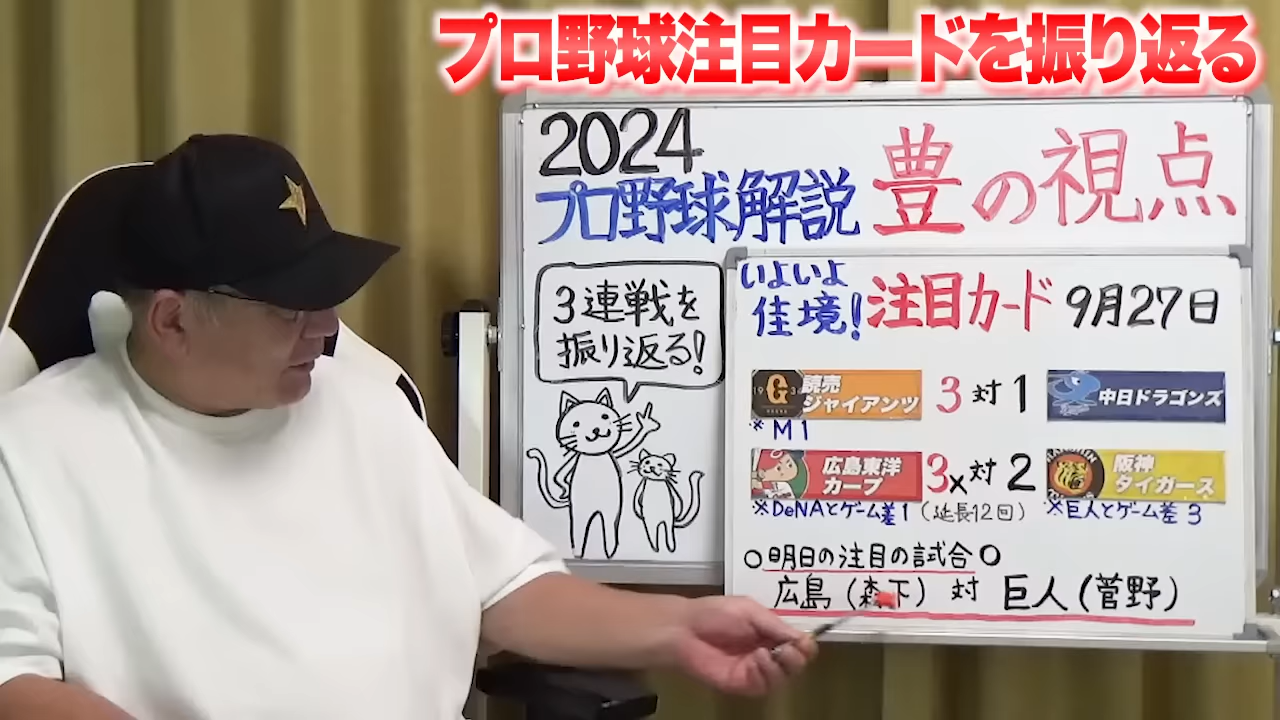 プロ野球注目カードを振り返る
2024
プロ野球解説 豊の視点
3連戦を
振り返る!
いよいよ
佳境! 注目カード 9月27日
読売
ジャイアンツ 3 対 1 中日ドラゴンズ
※M1
広島東洋
カープ 3x対 2 阪神
タイガース
※DeNAとゲーム差1(延長12回) ※巨人とゲーム差3
○明日の注目の試合○
広島(森下) 対 巨人(菅野)